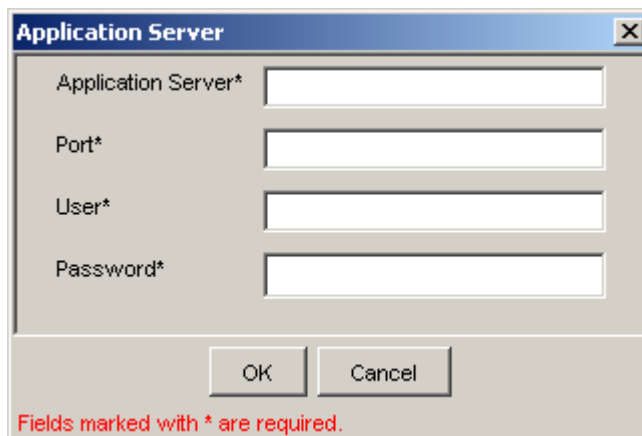 Application Server
Application Server*
Port*
User*
Password*
OK Cancel
Fields marked with * are required.